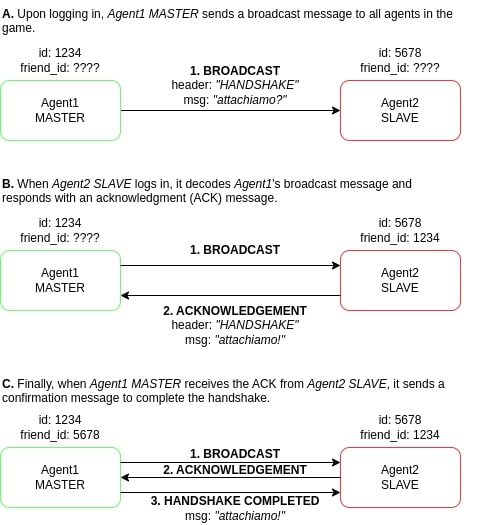 A. Upon logging in, Agent1 MASTER sends a broadcast message to all agents in the
game.
id: 1234
friend_id: ????
id: 5678
friend_id: ????
1. BROADCAST
header: "HANDSHAKE"
msg: "attachiamo?"
Agent1
MASTER
Agent2
SLAVE
B. When Agent2 SLAVE logs in, it decodes Agent1's broadcast message and
responds with an acknowledgment (ACK) message.
id: 1234
friend_id: ????
id: 5678
friend_id: 1234
1. BROADCAST
Agent1
MASTER
Agent2
SLAVE
2. ACKNOWLEDGEMENT
header: "HANDSHAKE"
msg: "attachiamo!"
C. Finally, when Agent1 MASTER receives the ACK from Agent2 SLAVE, it sends a
confirmation message to complete the handshake.
id: 1234
friend_id: 5678
id: 5678
friend_id: 1234
1. BROADCAST
2. ACKNOWLEDGEMENT
Agent1
MASTER
Agent2
SLAVE
3. HANDSHAKE COMPLETED
msg: "attachiamo!"